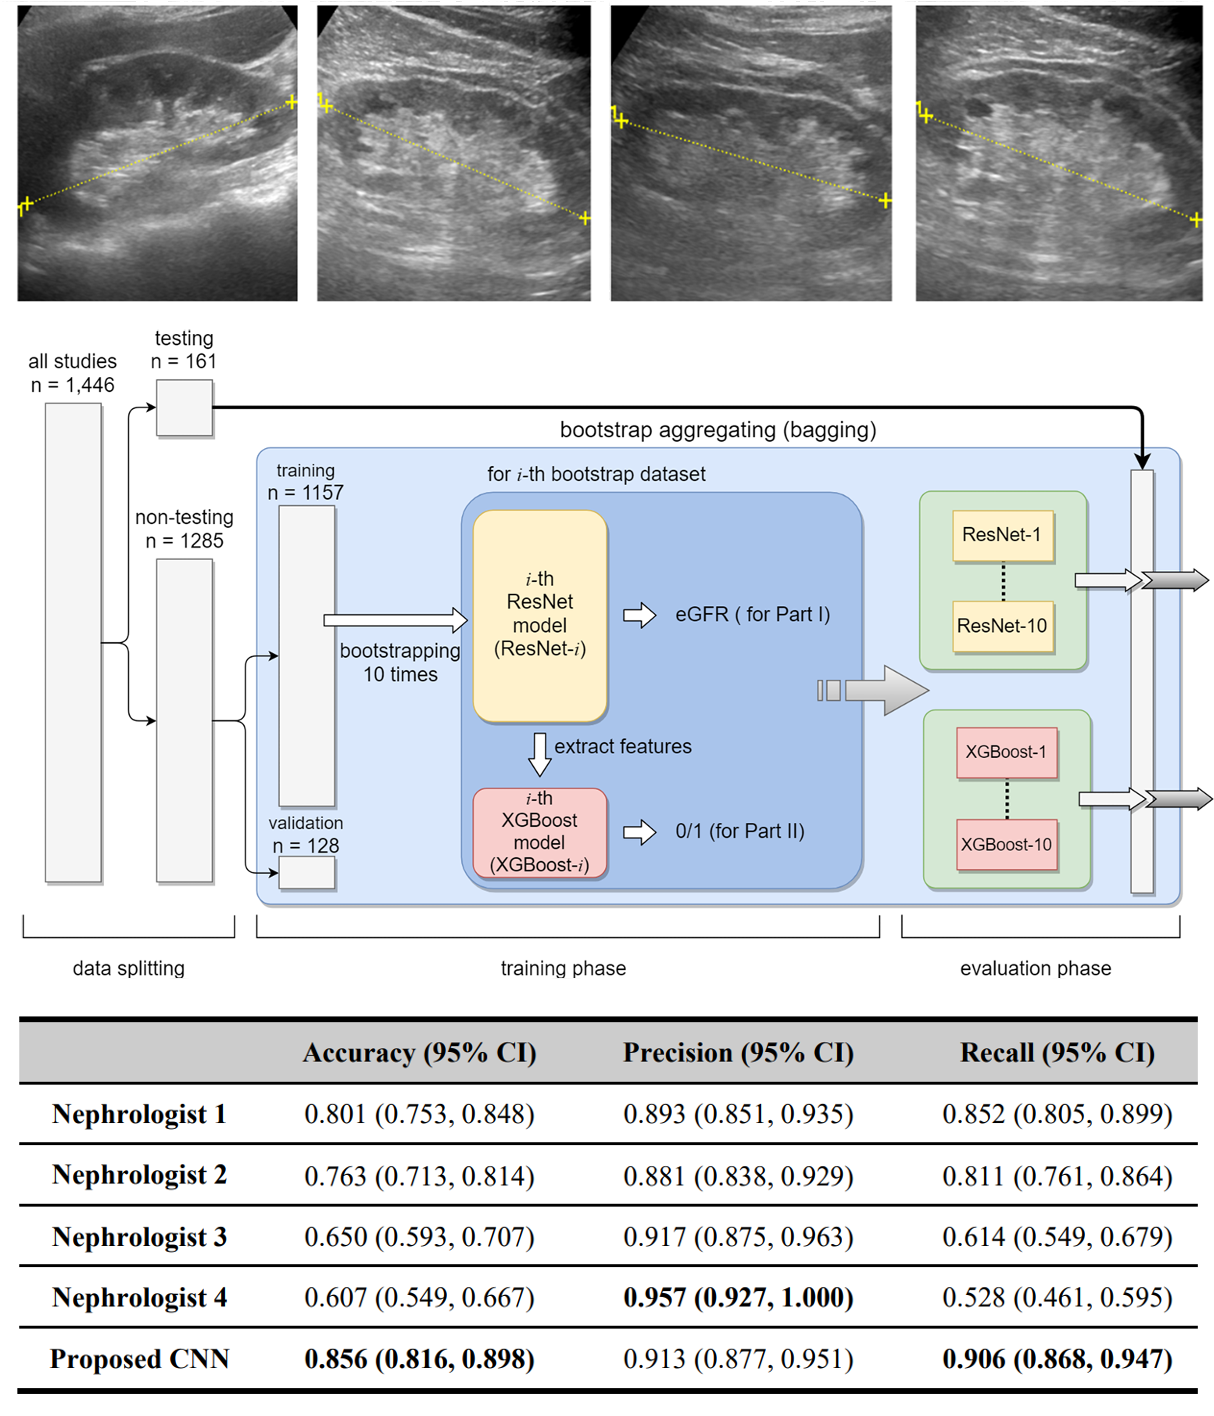 1
1
1
1
testing
n = 161
all studies
n = 1,446
bootstrap aggregating (bagging)
training
n = 1157
for i-th bootstrap dataset
non-testing
n = 1285
i-th
ResNet
model
(ResNet-i)
eGFR ( for Part I)
bootstrapping
10 times
extract features
i-th
XGBoost
model
(XGBoost-i)
0/1 (for Part II)
validation
n = 128
ResNet-1
ResNet-10
XGBoost-1
XGBoost-10
data splitting
training phase
evaluation phase
Accuracy (95% CI) Precision (95% CI) Recall (95% CI)
Nephrologist 1 0.801 (0.753, 0.848) 0.893 (0.851, 0.935) 0.852 (0.805, 0.899)
Nephrologist 2 0.763 (0.713, 0.814) 0.881 (0.838, 0.929) 0.811 (0.761, 0.864)
Nephrologist 3 0.650 (0.593, 0.707) 0.917 (0.875, 0.963) 0.614 (0.549, 0.679)
Nephrologist 4 0.607 (0.549, 0.667) 0.957 (0.927, 1.000) 0.528 (0.461, 0.595)
Proposed CNN 0.856 (0.816, 0.898) 0.913 (0.877, 0.951) 0.906 (0.868, 0.947)